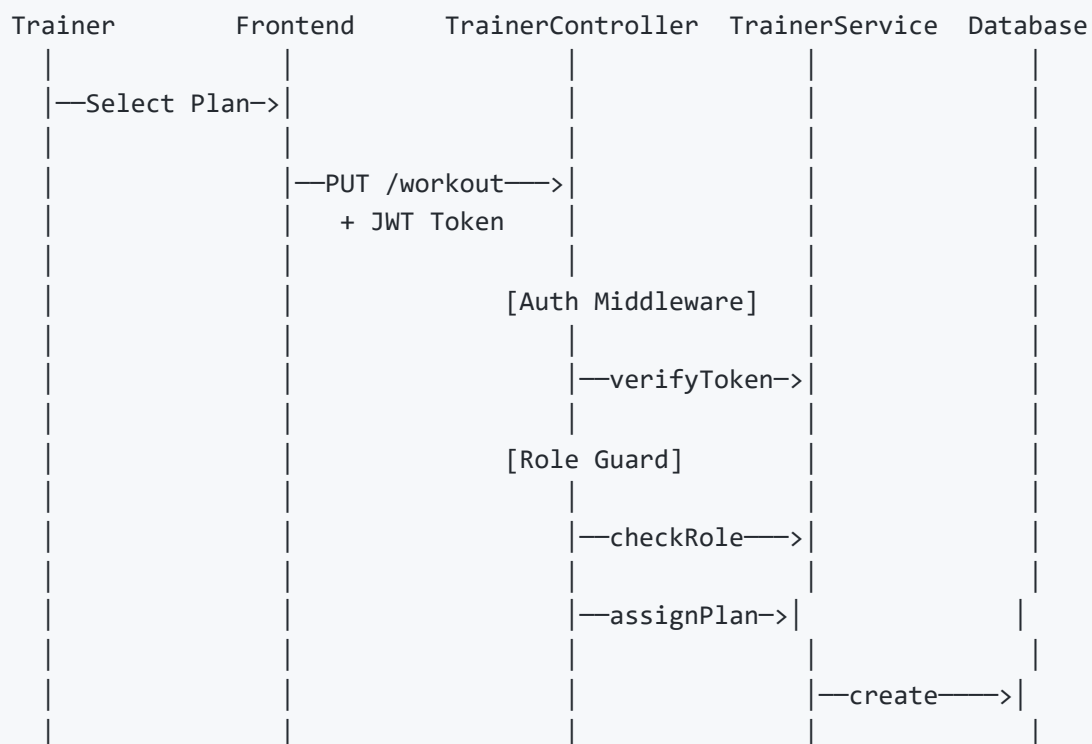 Trainer Frontend TrainerController TrainerService Database
Select Plan
PUT /workout
+ JWT Token
[Auth Middleware]
verifyToken
[Role Guard]
checkRole
assignPlan
create